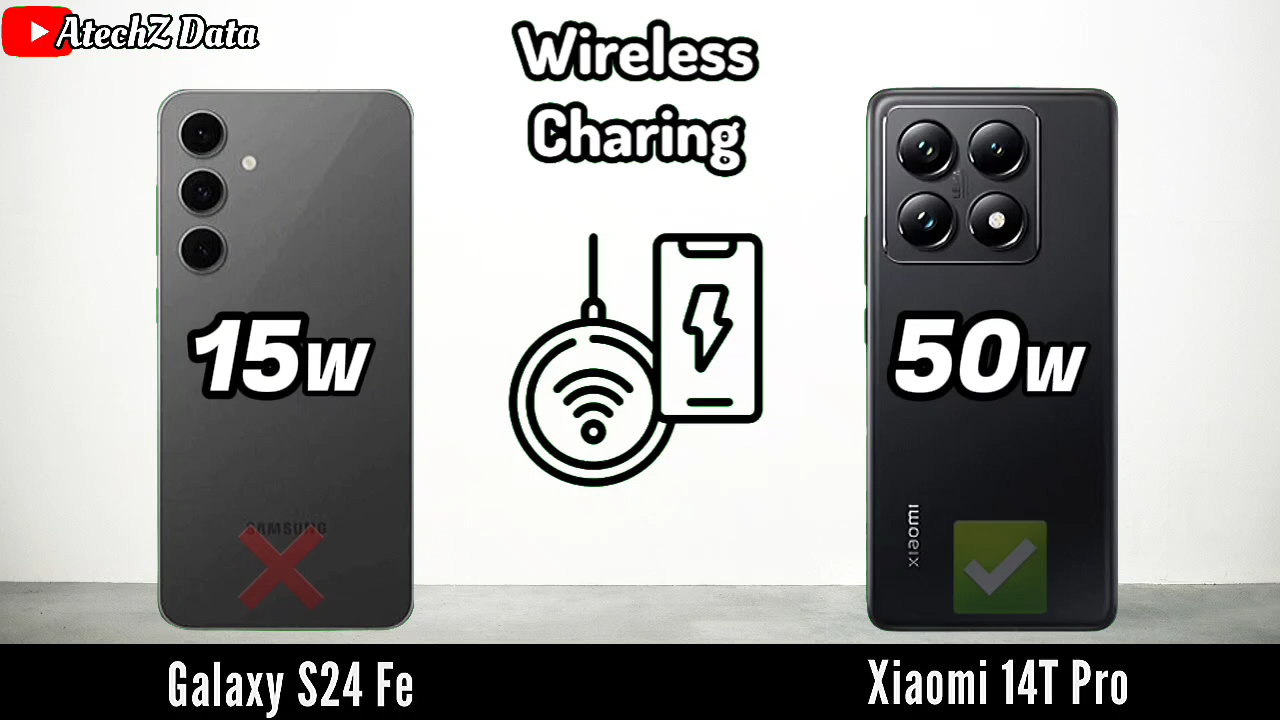 AtechZ Data
Wireless
Charing
15W
50W
SAMSUNG
xiaomi
Galaxy S24 Fe
Xiaomi 14T Pro